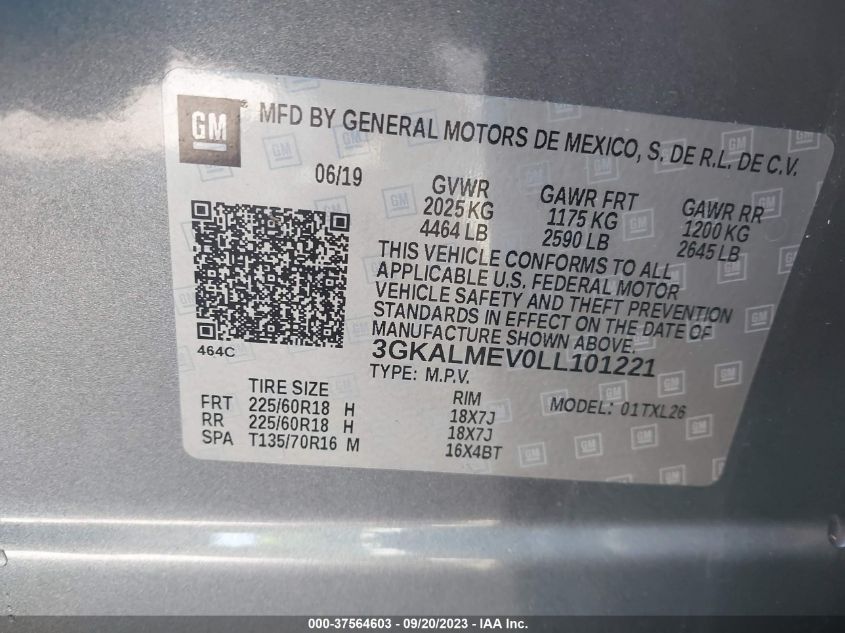 GM
MFD BY GENERAL MOTORS DE MEXICO, S. DE R.L. DE C.V.
06/19
GVWR GAWR FRT GAWR RR
2025 KG 1175 KG 1200 KG
4464 LB 2590 LB 2645 LB
THIS VEHICLE CONFORMS TO ALL
APPLICABLE U.S. FEDERAL MOTOR
VEHICLE SAFETY AND THEFT PREVENTION
STANDARDS IN EFFECT ON THE DATE OF
MANUFACTURE SHOWN ABOVE.
464C
3GKALMEV0LL101221
TYPE: M.P.V.
MODEL: 01TXL26
TIRE SIZE RIM
FRT 225/60R18 H 18X7J
RR 225/60R18 H 18X7J
SPA T135/70R16 M 16X4BT
000-37564603 - 09/20/2023 - IAA Inc.